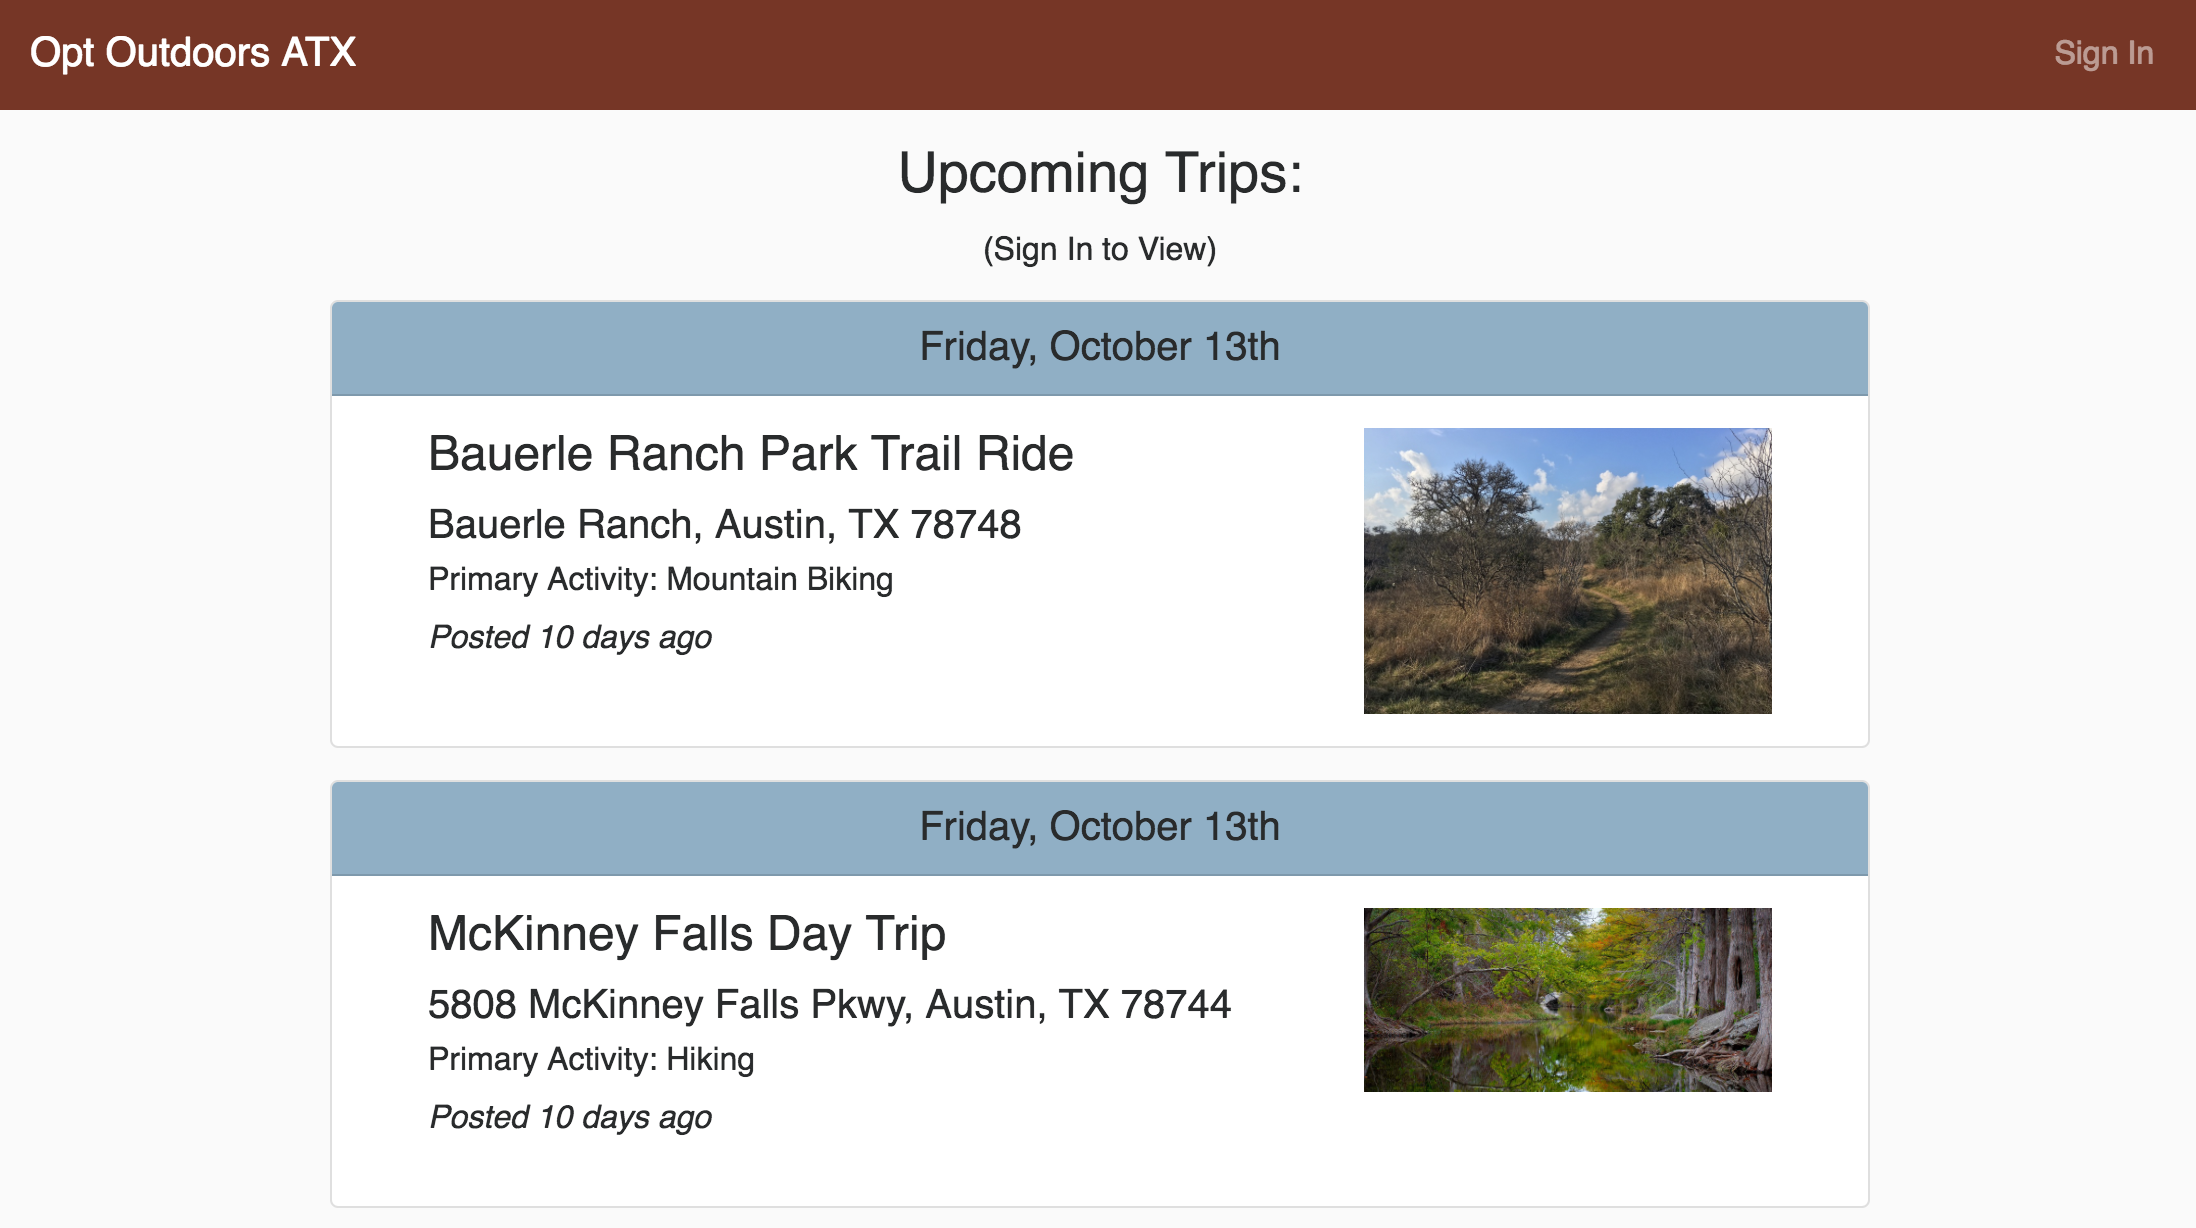 Opt Outdoors ATX
Sign In
Upcoming Trips:
(Sign In to View)
Friday, October 13th
Bauerle Ranch Park Trail Ride
Bauerle Ranch, Austin, TX 78748
Primary Activity: Mountain Biking
Posted 10 days ago
Friday, October 13th
McKinney Falls Day Trip
5808 McKinney Falls Pkwy, Austin, TX 78744
Primary Activity: Hiking
Posted 10 days ago